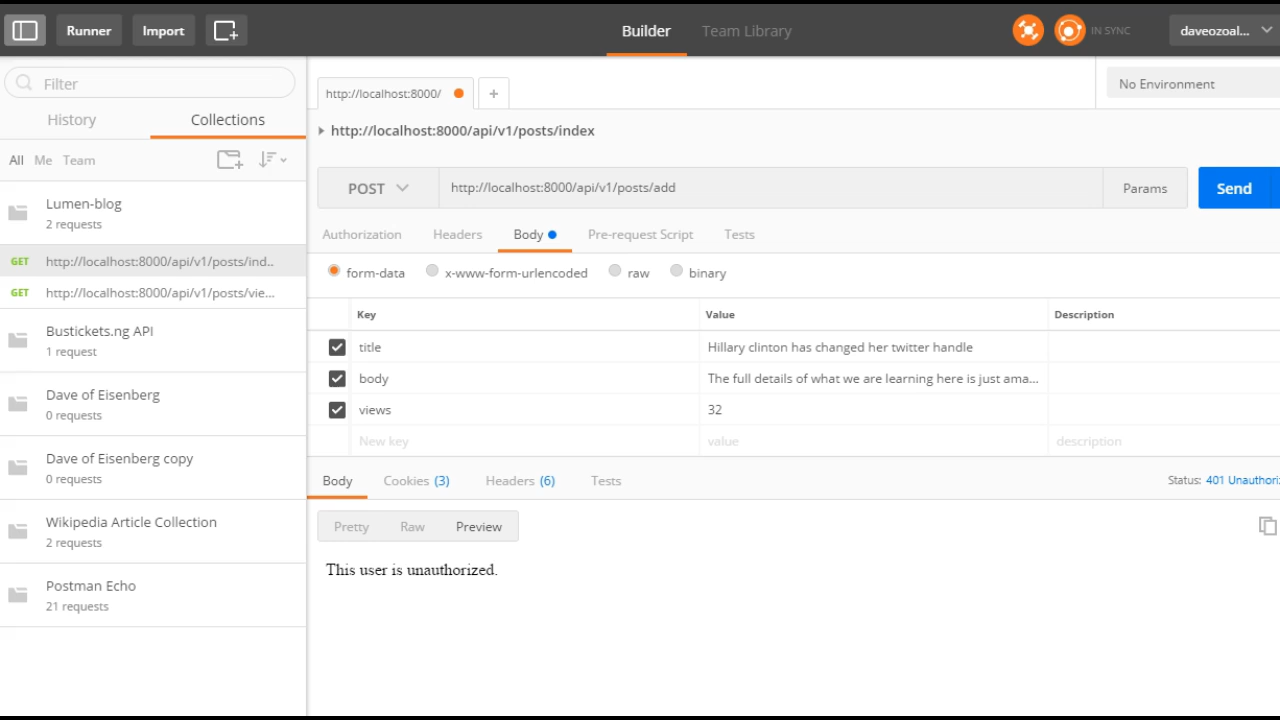 Runner Import Builder Team Library IN SYNC daveozoal...
Filter
History Collections
All Me Team
Lumen-blog
2 requests
GET http://localhost:8000/api/v1/posts/ind..
GET http://localhost:8000/api/v1/posts/vie...
Bustickets.ng API
1 request
Dave of Eisenberg
0 requests
Dave of Eisenberg copy
0 requests
Wikipedia Article Collection
2 requests
Postman Echo
21 requests
http://localhost:8000/ + No Environment
http://localhost:8000/api/v1/posts/index
POST http://localhost:8000/api/v1/posts/add Params Send
Authorization Headers Body Pre-request Script Tests
form-data x-www-form-urlencoded raw binary
Key Value Description
title Hillary clinton has changed her twitter handle
body The full details of what we are learning here is just ama...
views 32
New key value description
Body Cookies (3) Headers (6) Tests Status: 401 Unauthoriz
Pretty Raw Preview
This user is unauthorized.